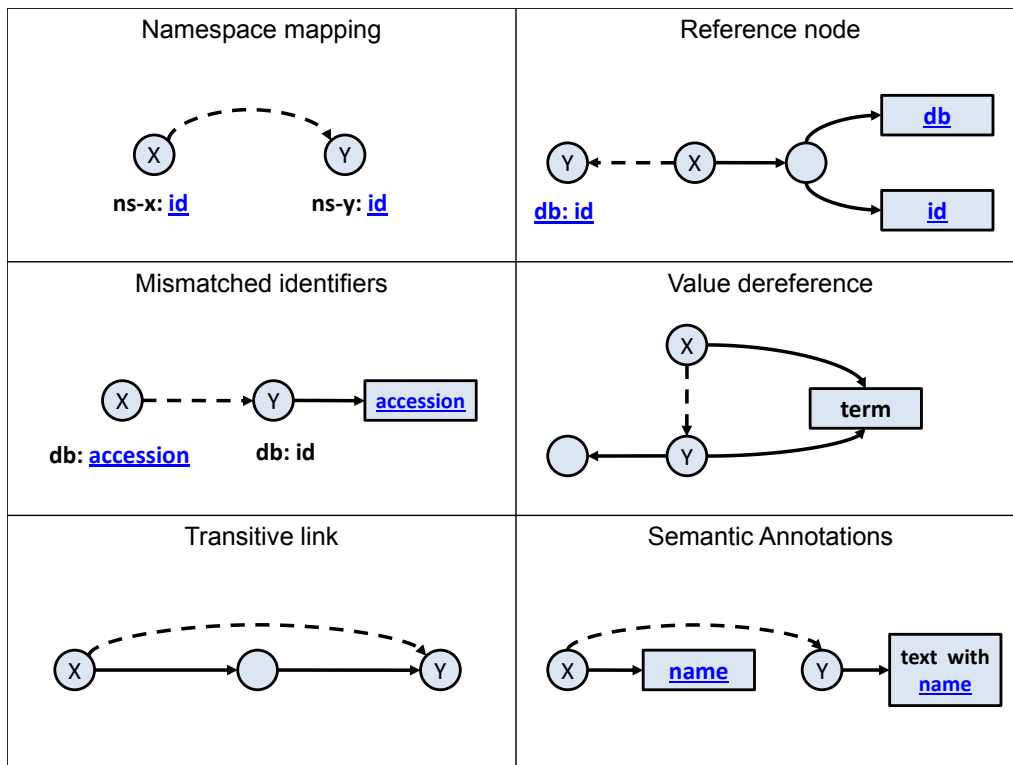 Namespace mapping
X
Y
ns-x: id
ns-y: id
Reference node
db
Y
X
db: id
id
Mismatched identifiers
X
Y
accession
db: accession
db: id
Value dereference
X
term
Y
Transitive link
X
Y
Semantic Annotations
X
name
Y
text with
name